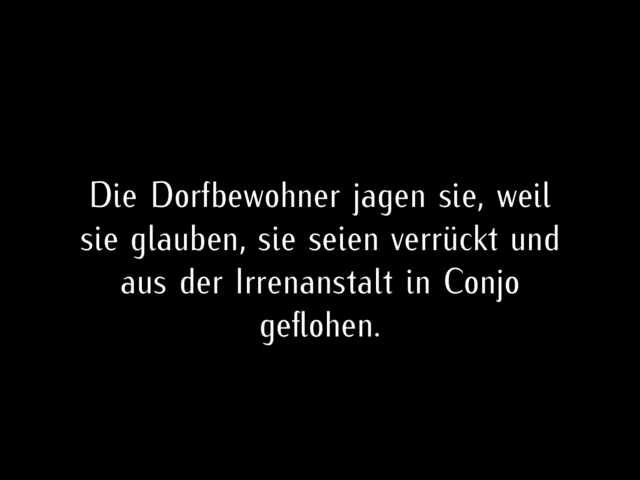 Die Dorfbewohner jagen sie, weil
sie glauben, sie seien verrückt und
aus der Irrenanstalt in Conjo
geflohen.